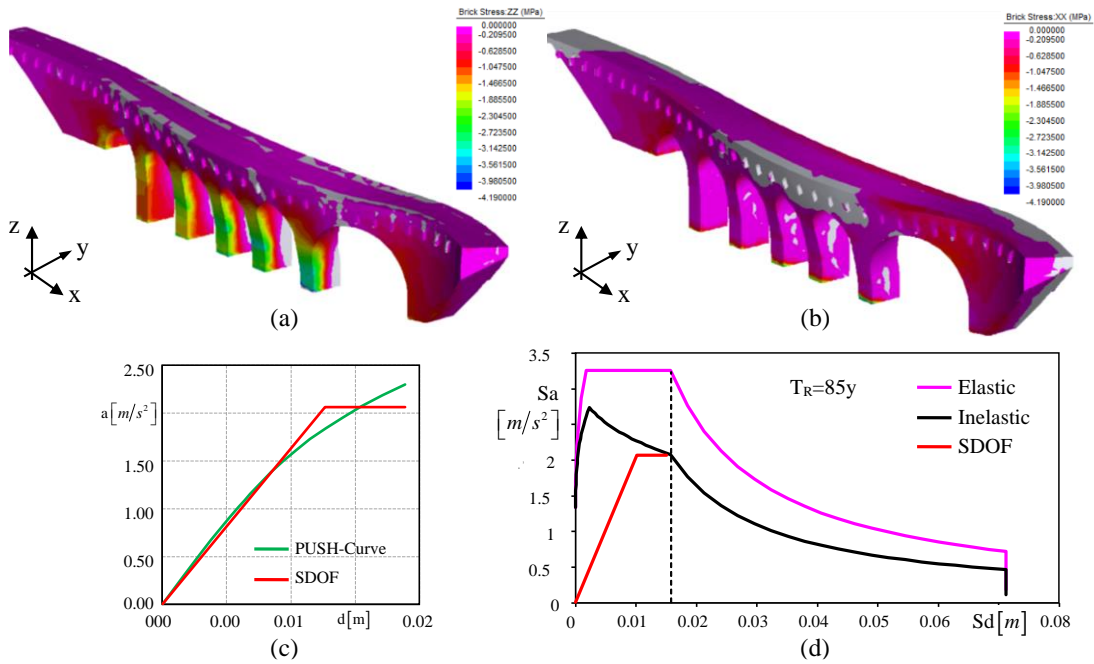 Brick Stress:ZZ (MPa)
0.000000
-0.209500
-0.628500
-1.047500
-1.466500
-1.885500
-2.304500
-2.723500
-3.142500
-3.561500
-3.980500
-4.190000
z
y
x
(a)
Brick Stress:XX (MPa)
0.000000
-0.209500
-0.628500
-1.047500
-1.466500
-1.885500
-2.304500
-2.723500
-3.142500
-3.561500
-3.980500
-4.190000
z
y
x
(b)
2.50
a[m/s²]
2.00
1.50
1.00
0.50
0.00
PUSH-Curve
SDOF
000 0.00 0.01 0.01 0.02
d[m]
(c)
3.5
Sa
[m/s²]
3
2.5
2
1.5
1
0.5
0
T_R=85y
Elastic
Inelastic
SDOF
0 0.01 0.02 0.03 0.04 0.05 0.06 0.07 0.08
Sd[m]
(d)